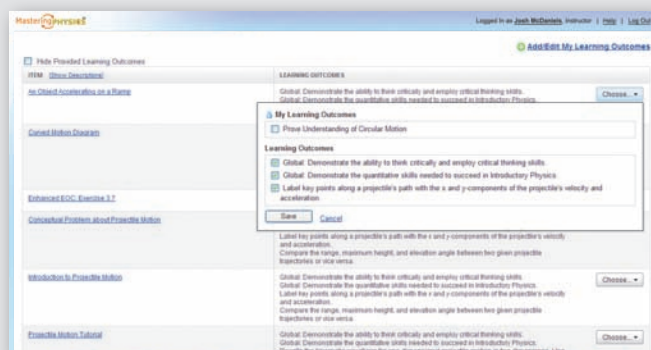 MasteringPHYSICS
Logged in as Josh McDaniels, Instructor | Help | Log Out
Add/Edit My Learning Outcomes
Hide Provided Learning Outcomes
ITEM (Show Descriptions) LEARNING OUTCOMES
An Object Accelerating on a Ramp
Global: Demonstrate the ability to think critically and employ critical thinking skills.
Global: Demonstrate the quantitative skills needed to succeed in Introductory Physics.
Choose...
My Learning Outcomes
Prove Understanding of Circular Motion
Learning Outcomes
Global: Demonstrate the ability to think critically and employ critical thinking skills.
Global: Demonstrate the quantitative skills needed to succeed in Introductory Physics.
Label key points along a projectile's path with the x and y-components of the projectile's velocity and
acceleration.
Save Cancel
Curved Motion Diagram
Enhanced EOC: Exercise 3.7
Conceptual Problem about Projectile Motion
Label key points along a projectile's path with the x and y-components of the projectile's velocity
and acceleration.
Compare the range, maximum height, and elevation angle between two given projectile
trajectories or vice versa.
Introduction to Projectile Motion
Global: Demonstrate the ability to think critically and employ critical thinking skills.
Global: Demonstrate the quantitative skills needed to succeed in Introductory Physics.
Label key points along a projectile's path with the x and y-components of the projectile's velocity
and acceleration.
Compare the range, maximum height, and elevation angle between two given projectile
trajectories or vice versa.
Choose...
Projectile Motion Tutorial
Global: Demonstrate the ability to think critically and employ critical thinking skills.
Global: Demonstrate the quantitative skills needed to succeed in Introductory Physics.
Choose...